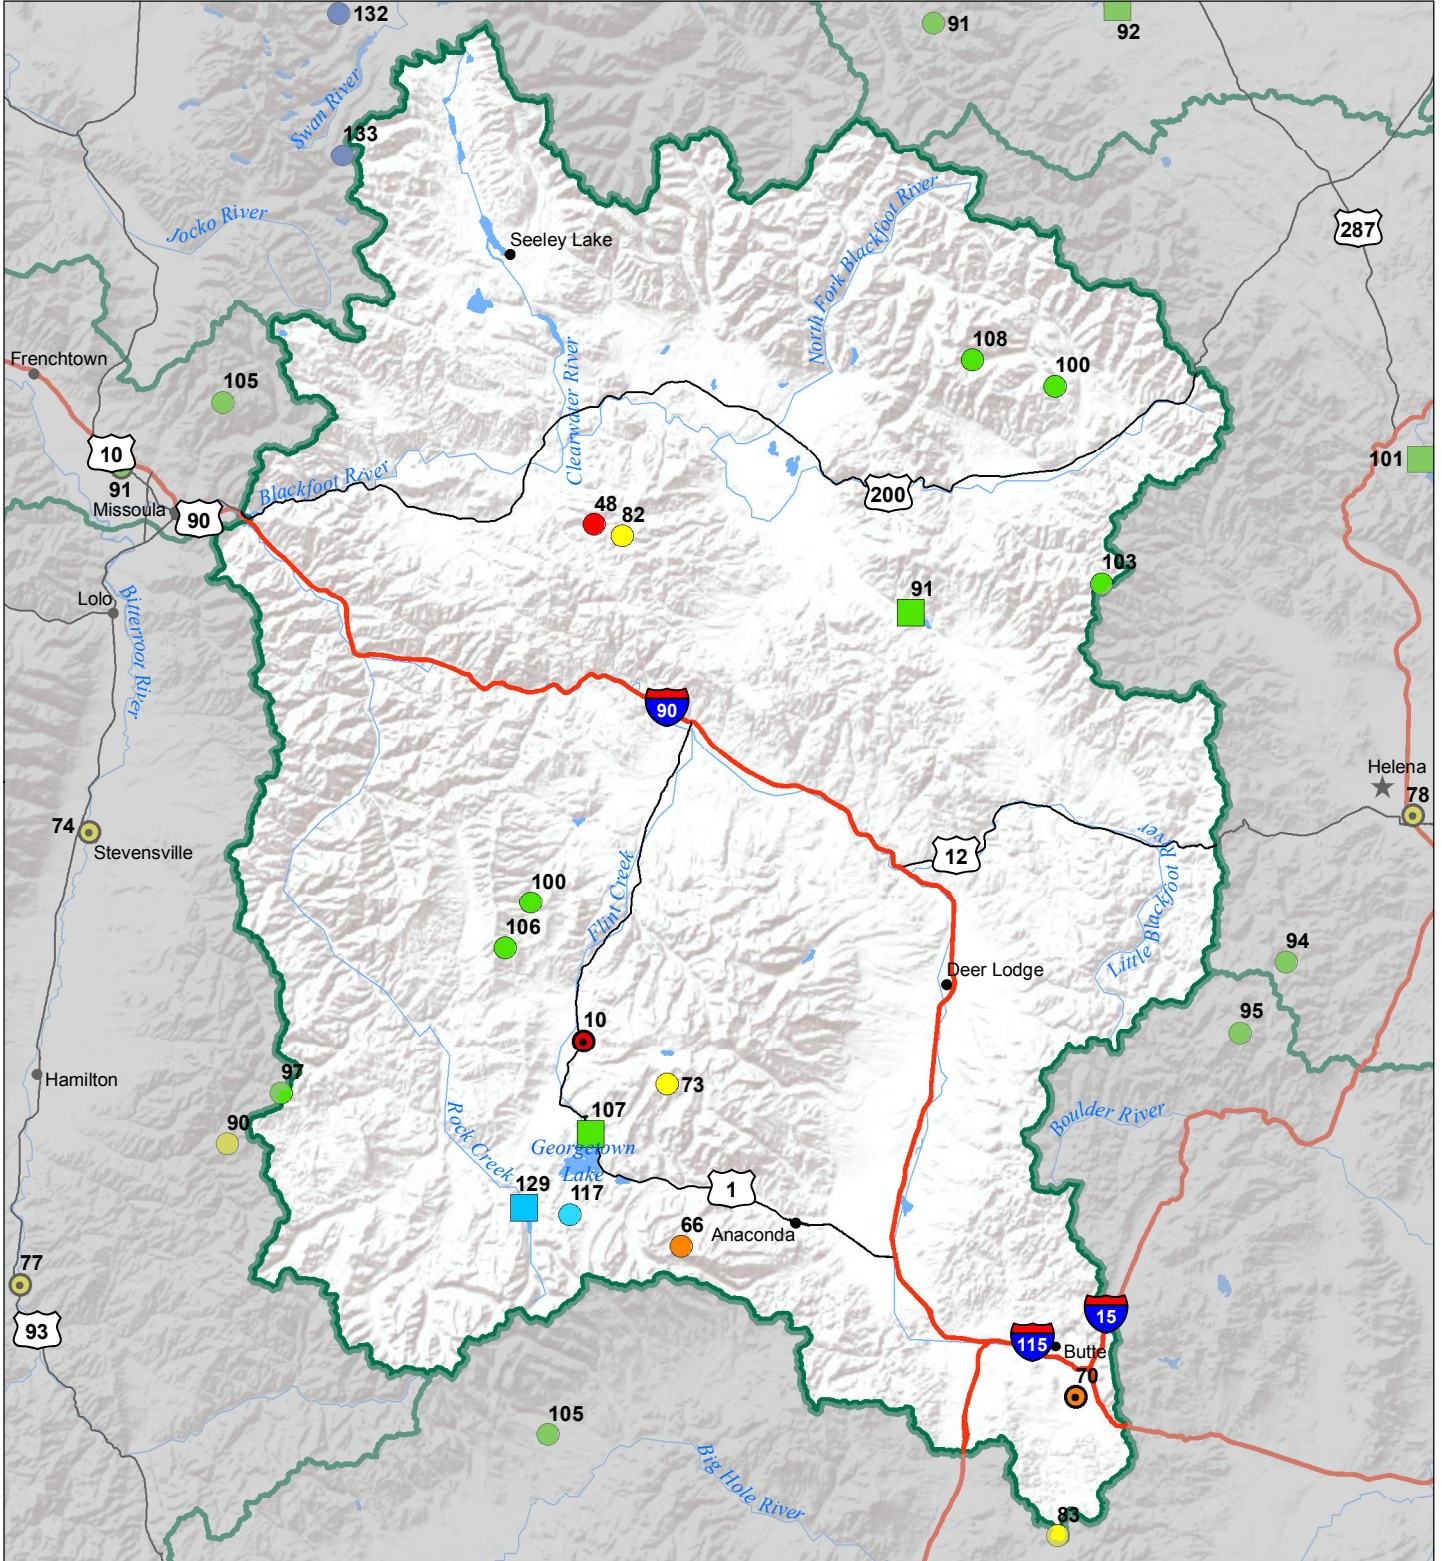 132
91
92
Swan River
133
Jocko River
North Fork Blackfoot River
287
Seeley Lake
Frenchtown
105
Clearwater River
108
100
10
91
Missoula
90
Blackfoot River
200
101
48
82
103
Lolo
Bitterroot River
91
90
Helena
78
74
Stevensville
12
Little Blackfoot River
100
Flint Creek
106
94
Deer Lodge
95
10
Hamilton
97
73
90
107
Rock Creek
Georgetown
Lake
Boulder River
129
117
1
66
Anaconda
77
93
15
115
Butte
70
105
Big Hole River
83